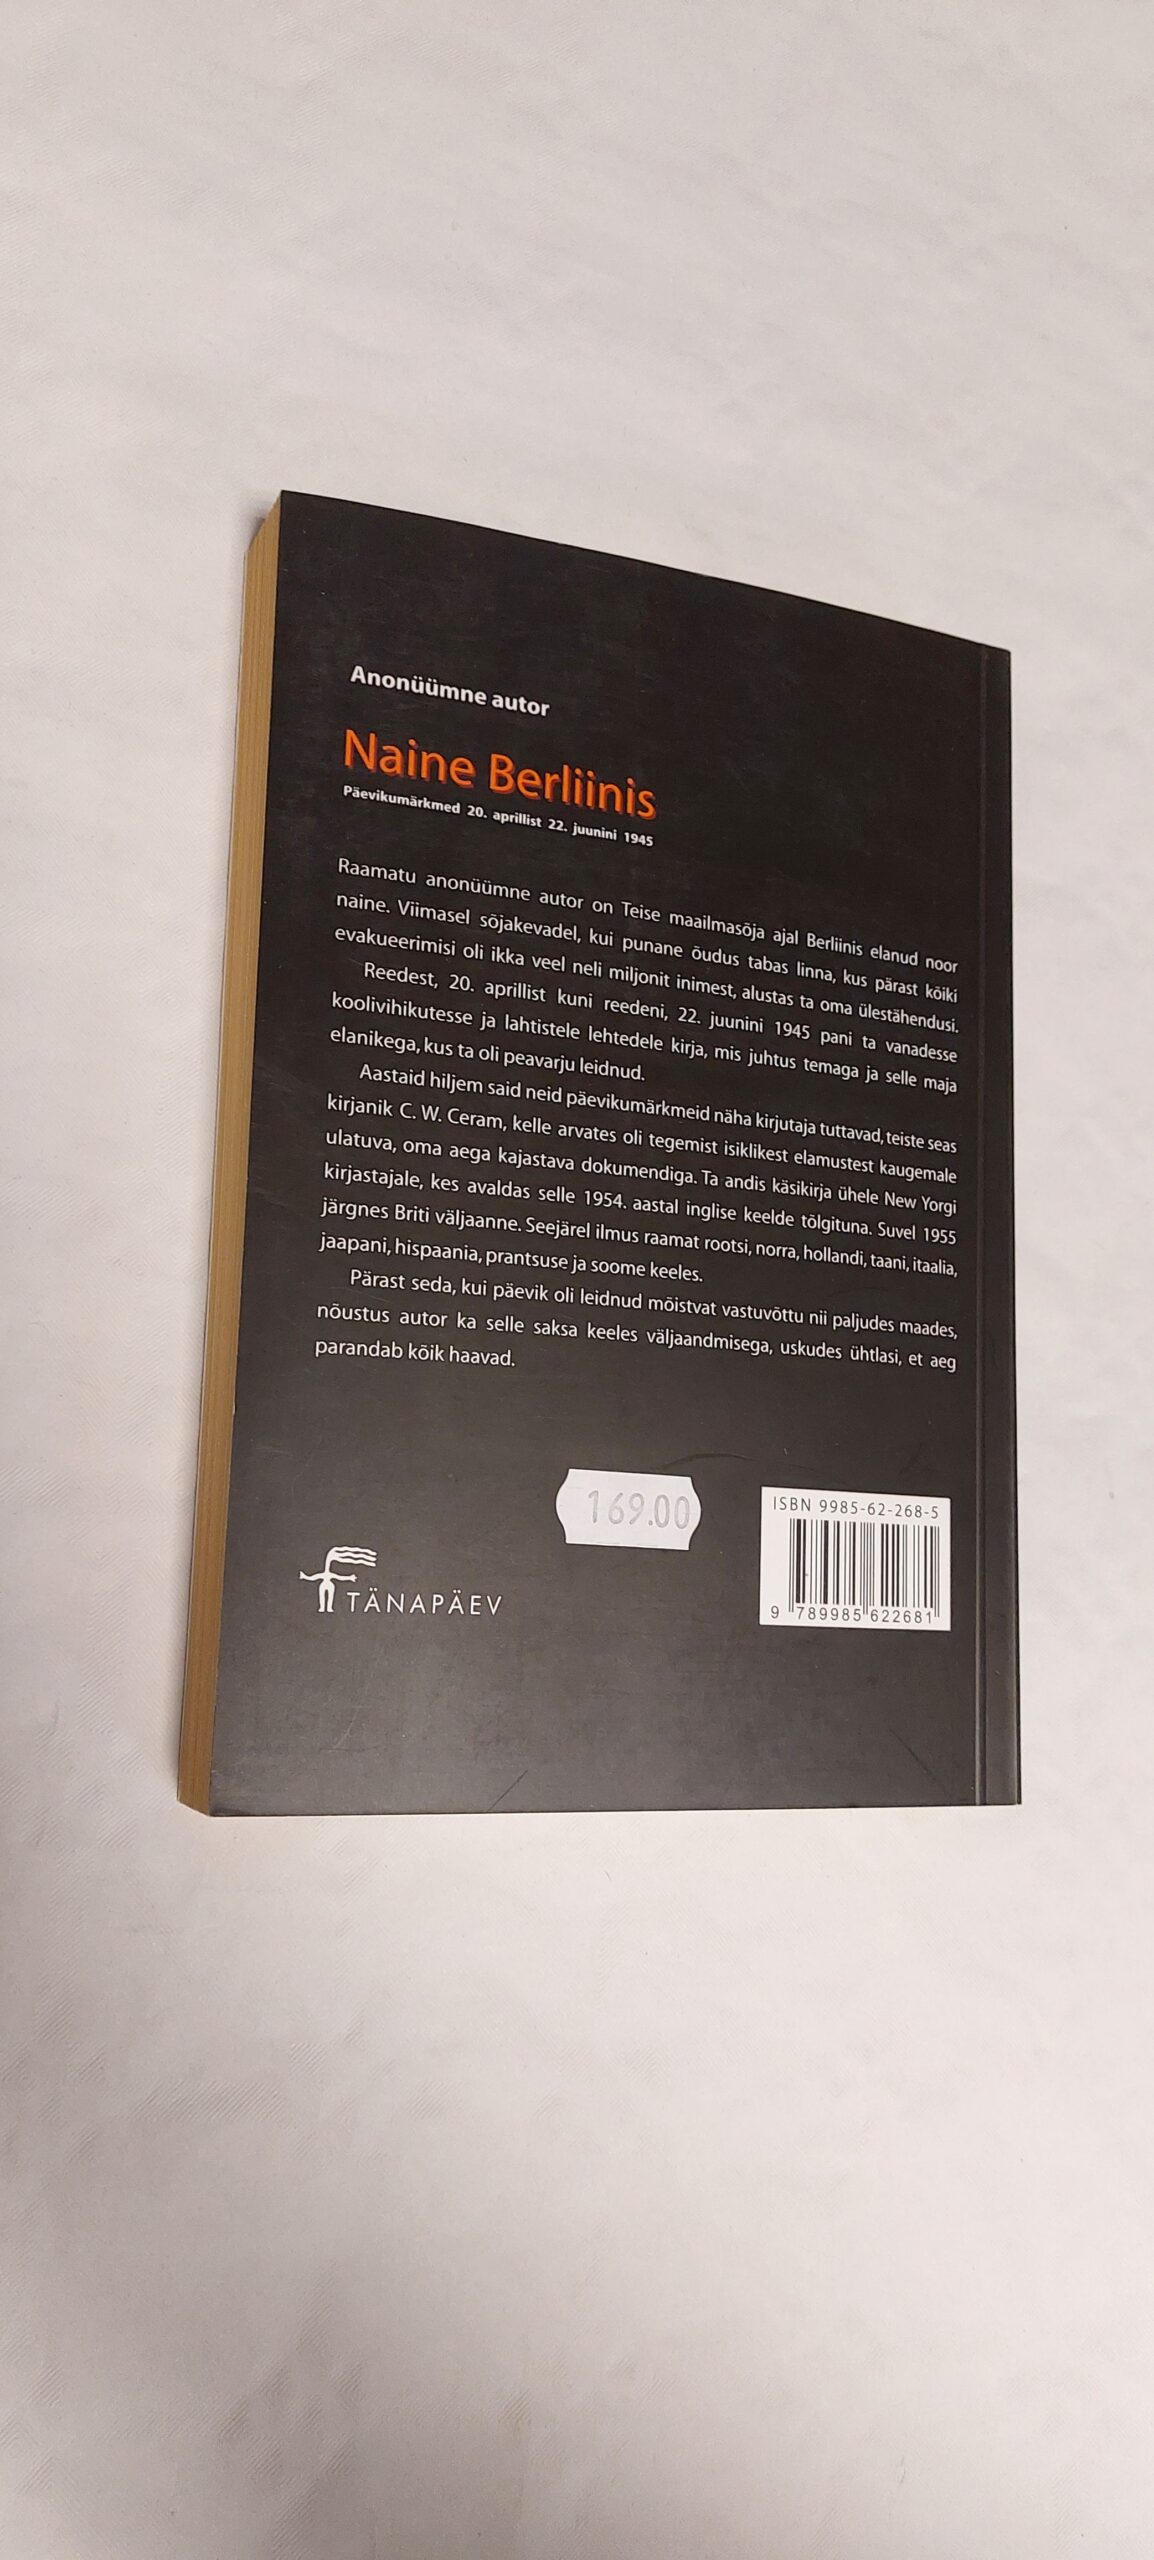 Anonüümne autor
Naine Berliinis
Päevikumärkmed 20. aprillist 22. juunini 1945
Raamatu anonüümne autor on Teise maailmasõja ajal Berliinis elanud noor
naine. Viimasel sõjakevadel, kui punane õudus tabas linna, kus pärast kõiki
evakueerimisi oli ikka veel neli miljonit inimest, alustas ta oma ülestähendusi.
Reedest, 20. aprillist kuni reedeni, 22. juunini 1945 pani ta vanadesse
koolivihikutesse ja lahtistele lehtedele kirja, mis juhtus temaga ja selle maja
elanikega, kus ta oli peavarju leidnud.
Aastaid hiljem said neid päevikumärkmeid näha kirjutaja tuttavad, teiste seas
kirjanik C. W. Ceram, kelle arvates oli tegemist isiklikest elamustest kaugemale
ulatuva, oma aega kajastava dokumendiga. Ta andis käsikirja ühele New Yorgi
kirjastajale, kes avaldas selle 1954. aastal inglise keelde tõlgituna. Suvel 1955
järgnes Briti väljaanne. Seejärel ilmus raamat rootsi, norra, hollandi, taani, itaalia,
jaapani, hispaania, prantsuse ja soome keeles.
Pärast seda, kui päevik oli leidnud mõistvat vastuvõttu nii paljudes maades,
nõustus autor ka selle saksa keeles väljaandmisega, uskudes ühtlasi, et aeg
parandab kõik haavad.
169.00
ISBN 9985-62-268-5
9 789985 622681
TÄNAPÄEV